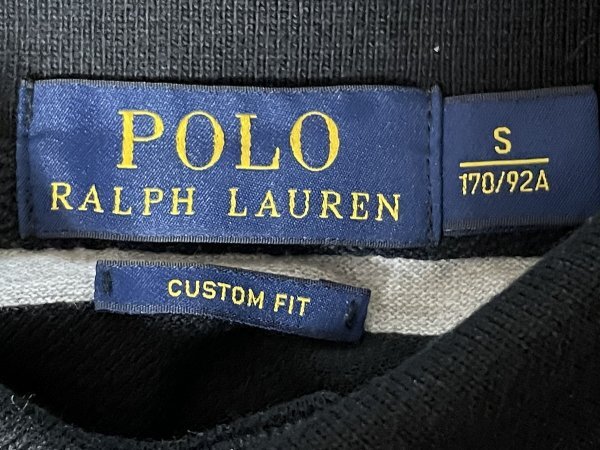 POLO
RALPH LAUREN
S
170/92A
CUSTOM FIT